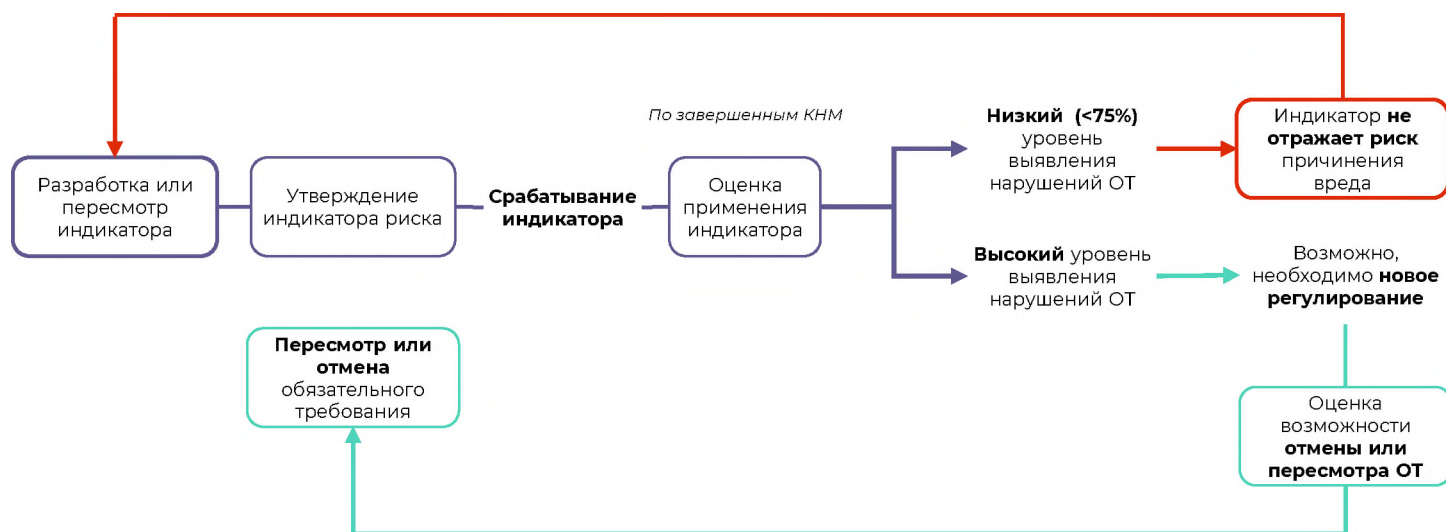 По завершенным КНМ
Разработка или
пересмотр
индикатора
Утверждение
индикатора риска
Срабатывание
индикатора
Оценка
применения
индикатора
Низкий (<75%)
уровень
выявления
нарушений ОТ
Индикатор не
отражает риск
причинения
вреда
Высокий уровень
выявления
нарушений ОТ
Возможно,
необходимо новое
регулирование
Оценка
возможности
отмены или
пересмотра ОТ
Пересмотр или
отмена
обязательного
требования